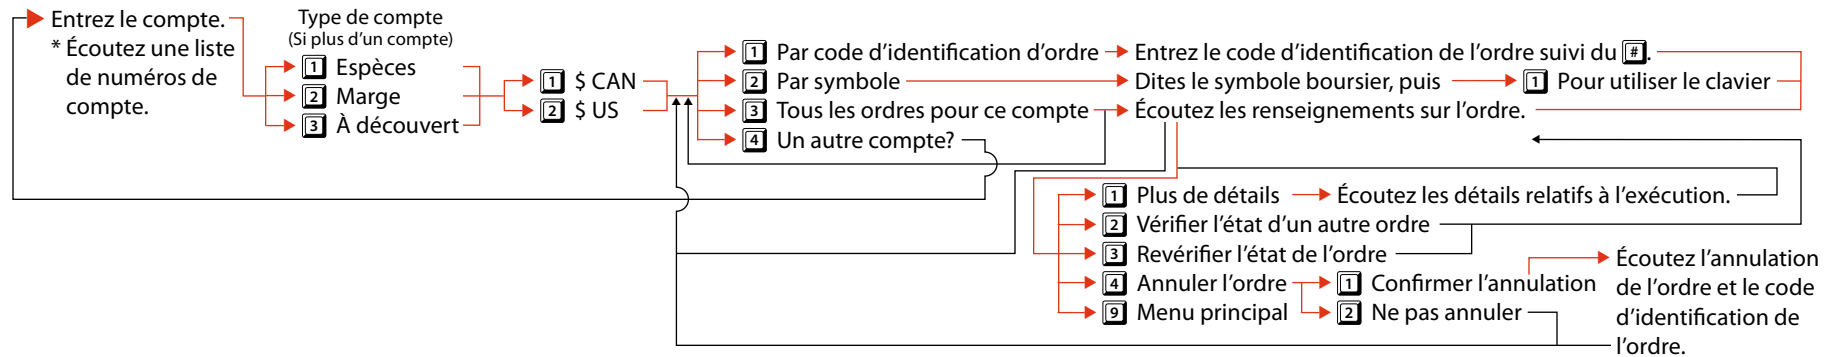 Entrez le compte.
* Écoutez une liste
de numéros de
compte.
Type de compte
(Si plus d'un compte)
1 Espèces
2 Marge
3 À découvert
1 $ CAN
2 $ US
1 Par code d'identification d'ordre
Entrez le code d'identification de l'ordre suivi du #.
2 Par symbole
Dites le symbole boursier, puis
1 Pour utiliser le clavier
3 Tous les ordres pour ce compte
Écoutez les renseignements sur l'ordre.
4 Un autre compte?
1 Plus de détails
Écoutez les détails relatifs à l'exécution.
2 Vérifier l'état d'un autre ordre
3 Revérifier l'état de l'ordre
4 Annuler l'ordre
1 Confirmer l'annulation
9 Menu principal
2 Ne pas annuler
Écoutez l'annulation
de l'ordre et le code
d'identification de
l'ordre.